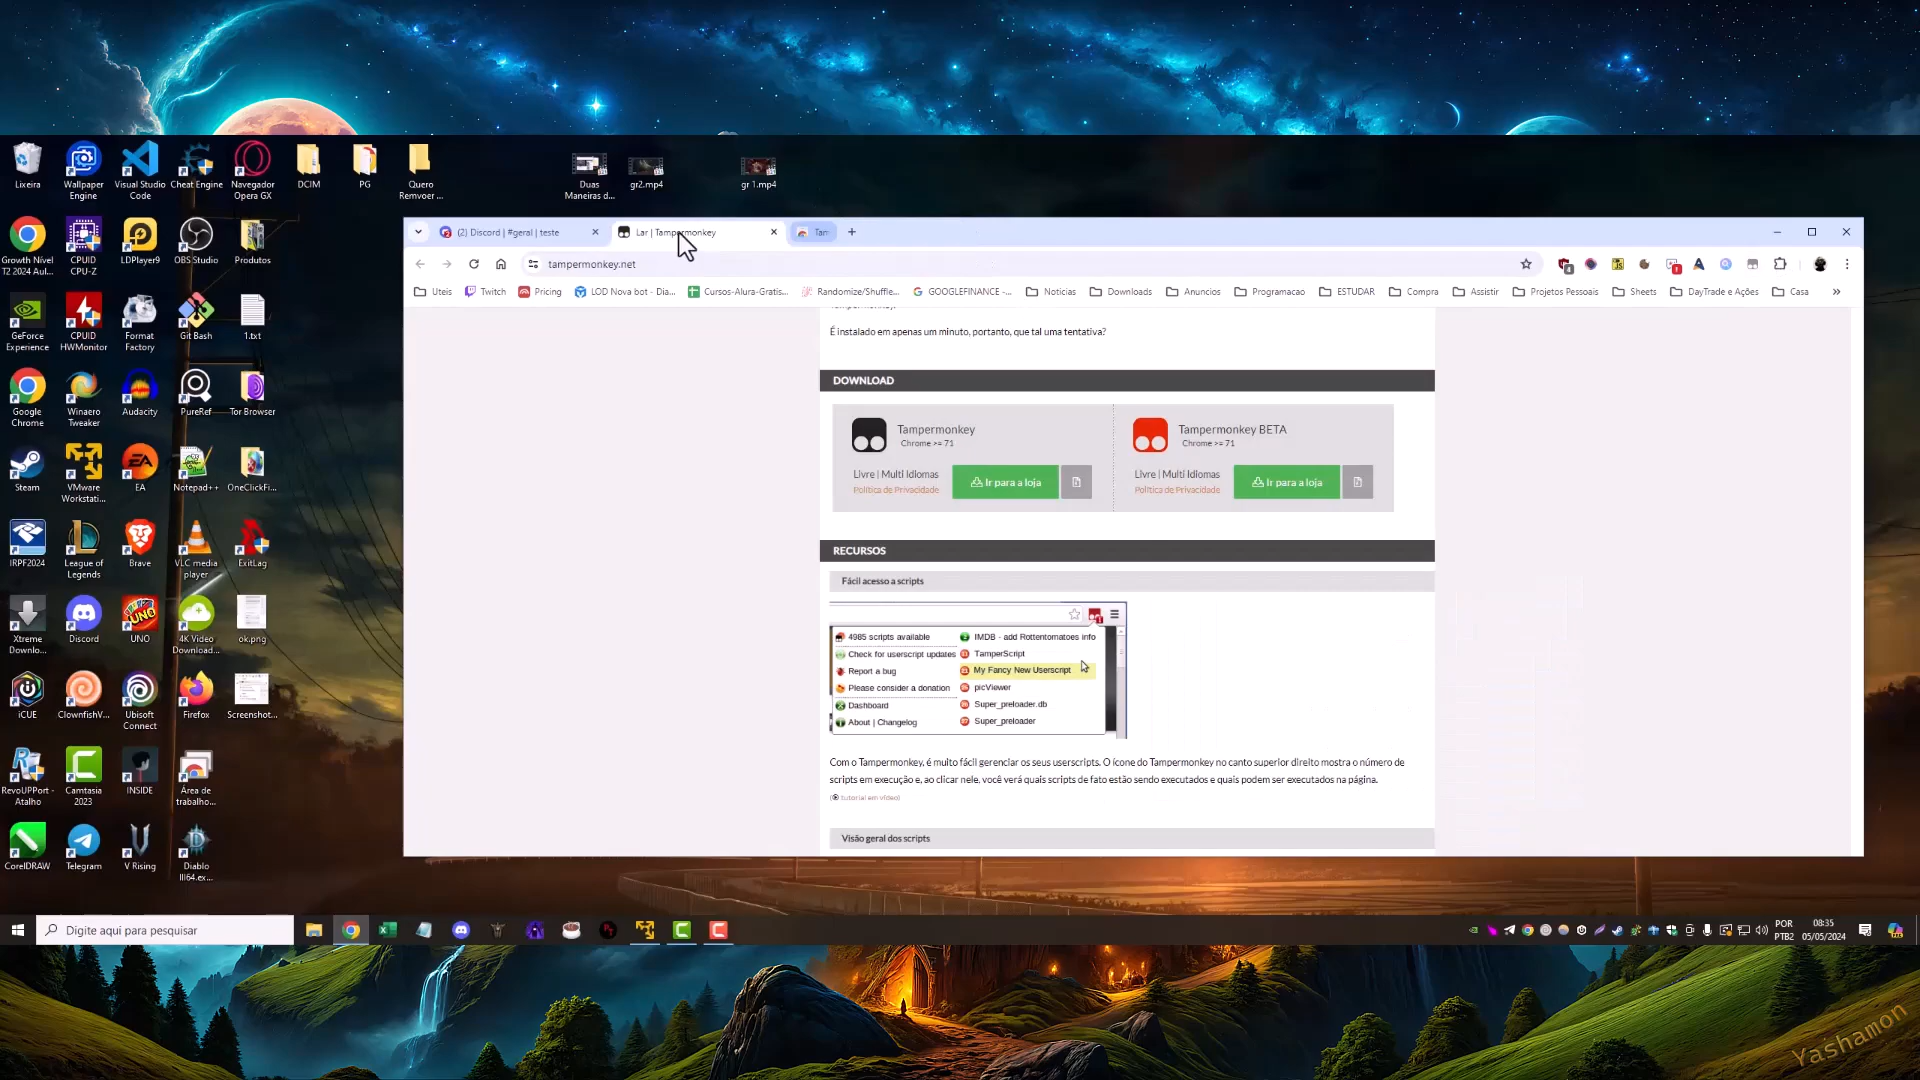 Lixeira
Wallpaper
Engine
Visual Studio
Code
Cheat Engine
Navegador
Opera GX
DCIM
PG
Quero
Remvoer ...
Duas
Maneiras d...
gr2.mp4
gr 1.mp4
Growth Nível
T2 2024 Aul...
CPUID
CPU-Z
LDPlayer9
OBS Studio
Produtos
GeForce
Experience
CPUID
HWMonitor
Format
Factory
Git Bash
1.txt
Google
Chrome
Winaero
Tweaker
Audacity
PureRef
Tor Browser
Steam
VMware
Workstati...
EA
Notepad++
OneClickFi...
IRPF2024
League of
Legends
Brave
VLC media
player
ExitLag
Xtreme
Downlo...
Discord
UNO
4K Video
Download...
ok.png
iCUE
ClownfishV...
Ubisoft
Connect
Firefox
Screenshot...
RevoUPPort -
Atalho
Camtasia
2023
INSIDE
Área de
trabalho...
CorelDRAW
Telegram
V Rising
Diablo
III64.ex...
(2) Discord | #geral | teste
Lar | Tampermonkey
Tam
tampermonkey.net
Uteis
Twitch
Pricing
LOD Nova bot - Dia...
Cursos-Alura-Gratis...
Randomize/Shuffle...
GOOGLEFINANCE -...
Noticias
Downloads
Anuncios
Programacao
ESTUDAR
Compra
Assistir
Projetos Pessoais
Sheets
DayTrade e Ações
Casa
»
É instalado em apenas um minuto, portanto, que tal uma tentativa?
DOWNLOAD
Tampermonkey
Chrome >= 71
Livre | Multi Idiomas
Política de Privacidade
Ir para a loja
Tampermonkey BETA
Chrome >= 71
Livre | Multi Idiomas
Política de Privacidade
Ir para a loja
RECURSOS
Fácil acesso a scripts
4985 scripts available
Check for userscript updates
Report a bug
Please consider a donation
Dashboard
About | Changelog
IMDB - add Rottentomatoes info
TamperScript
My Fancy New Userscript
picViewer
Super_preloader.db
Super_preloader
Com o Tampermonkey, é muito fácil gerenciar os seus userscripts. O ícone do Tampermonkey no canto superior direito mostra o número de
scripts em execução e, ao clicar nele, você verá quais scripts de fato estão sendo executados e quais podem ser executados na página.
tutorial em vídeo)
Visão geral dos scripts
Digite aqui para pesquisar
POR
PTB2
08:35
05/05/2024
Yashamon